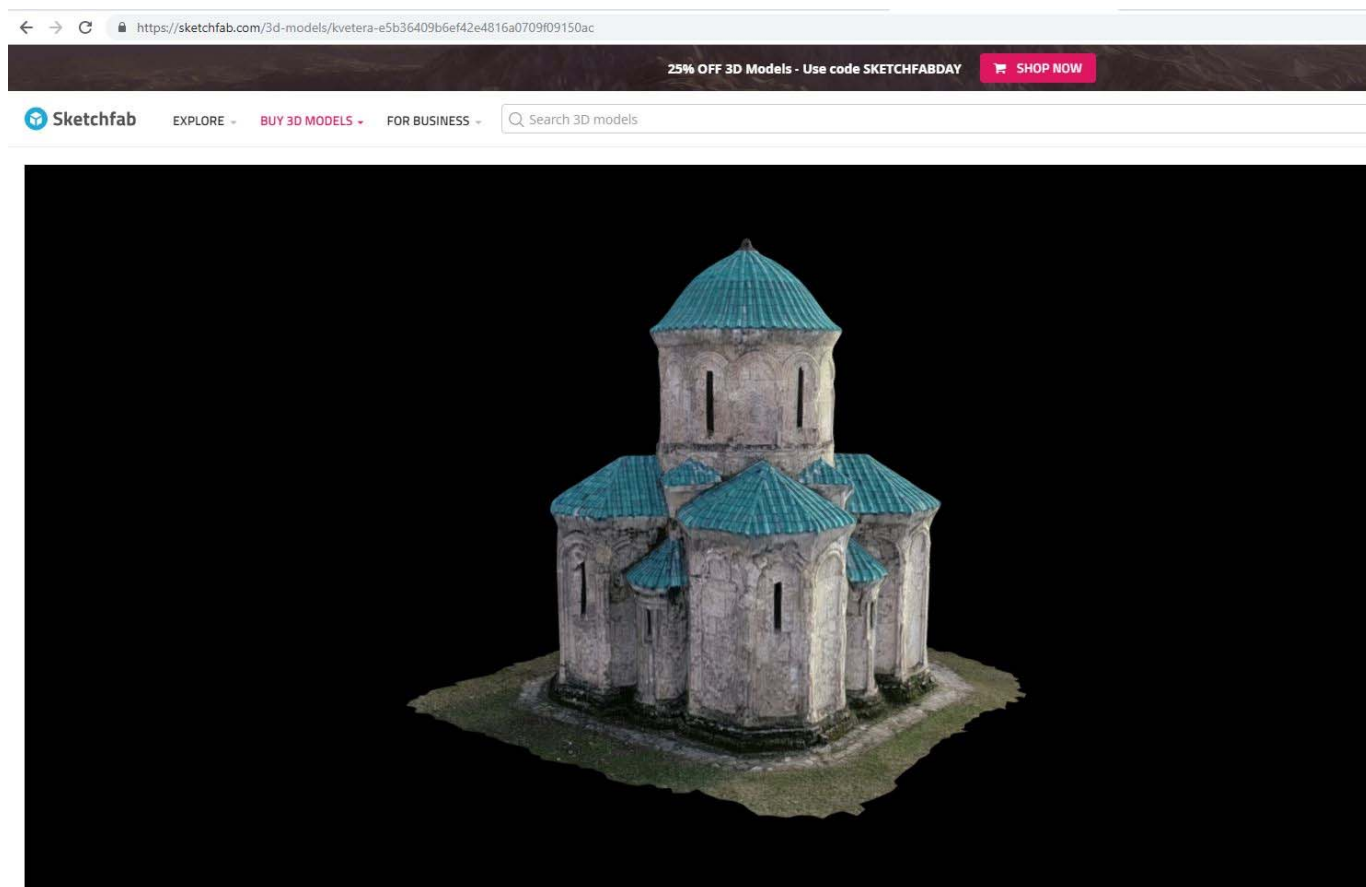 https://sketchfab.com/3d-models/kvetera-e5b36409b6ef42e4816a0709f09150ac
25% OFF 3D Models - Use code SKETCHFABDAY SHOP NOW
Sketchfab EXPLORE BUY 3D MODELS FOR BUSINESS Search 3D models